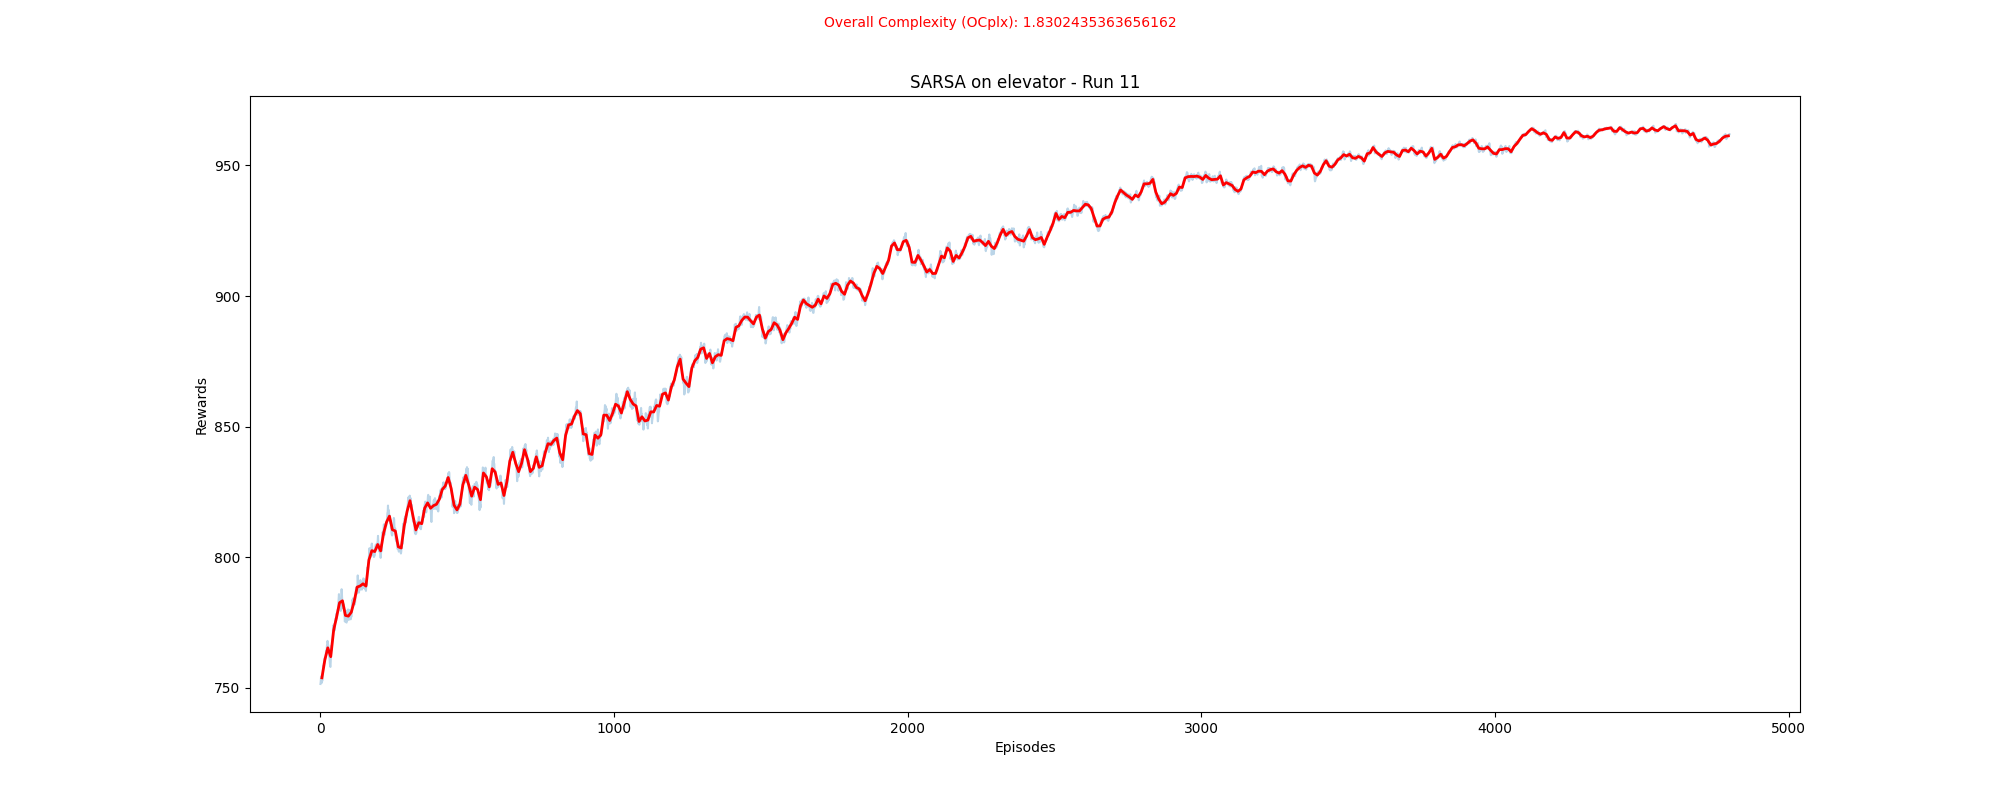 Overall Complexity (OCplx): 1.8302435363656162
SARSA on elevator - Run 11
950
900
850
800
750
Rewards
0 1000 2000 3000 4000 5000
Episodes